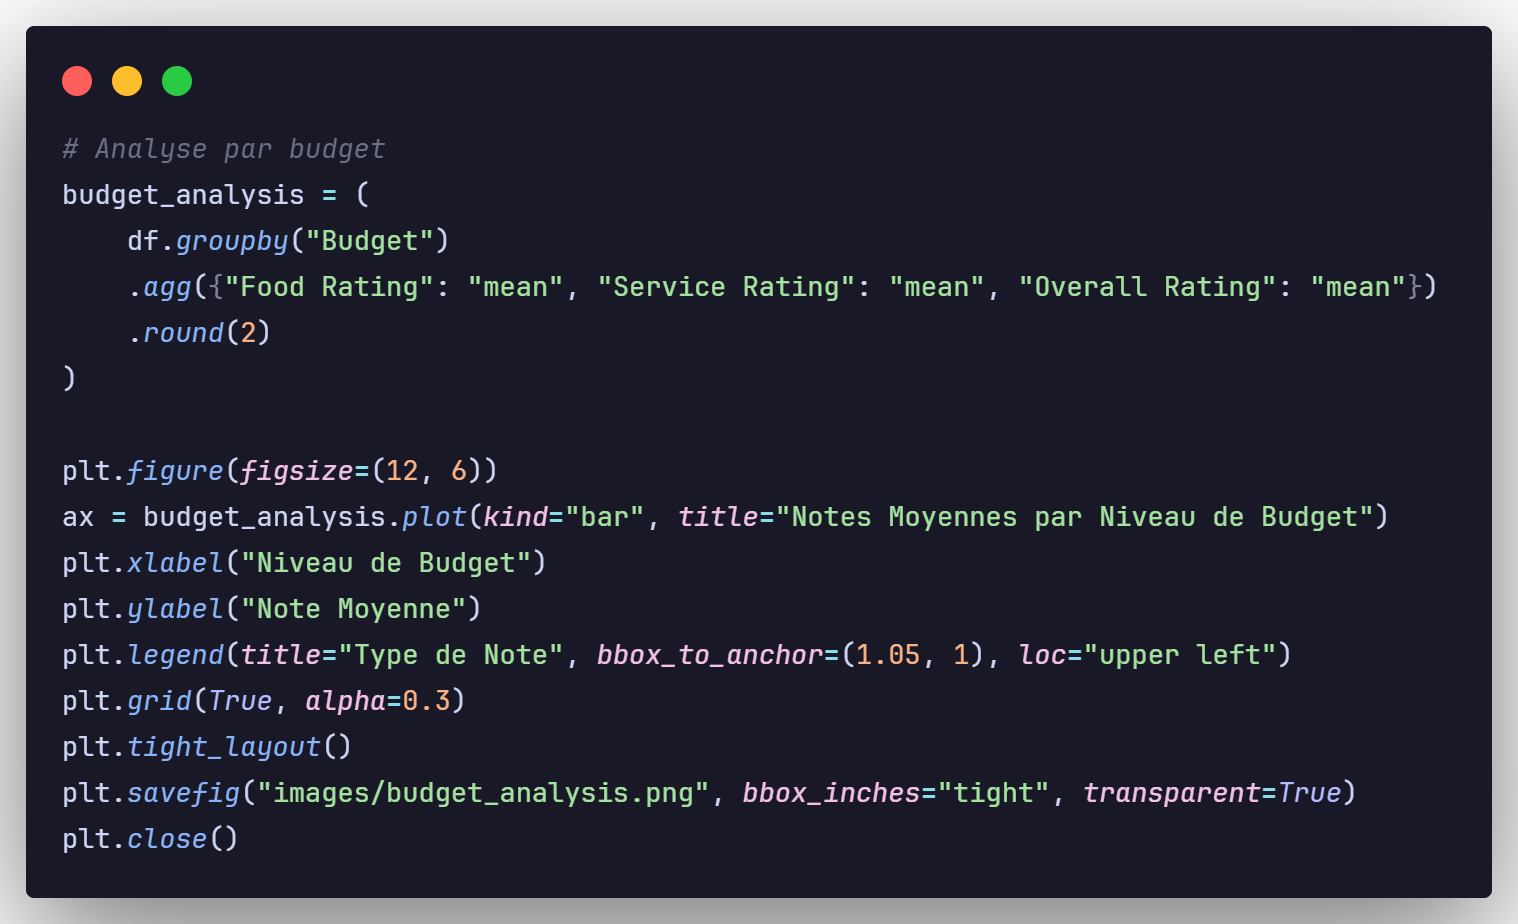 # Analyse par budget
budget_analysis = (
    df.groupby("Budget")
    .agg({"Food Rating": "mean", "Service Rating": "mean", "Overall Rating": "mean"})
    .round(2)
)

plt.figure(figsize=(12, 6))
ax = budget_analysis.plot(kind="bar", title="Notes Moyennes par Niveau de Budget")
plt.xlabel("Niveau de Budget")
plt.ylabel("Note Moyenne")
plt.legend(title="Type de Note", bbox_to_anchor=(1.05, 1), loc="upper left")
plt.grid(True, alpha=0.3)
plt.tight_layout()
plt.savefig("images/budget_analysis.png", bbox_inches="tight", transparent=True)
plt.close()